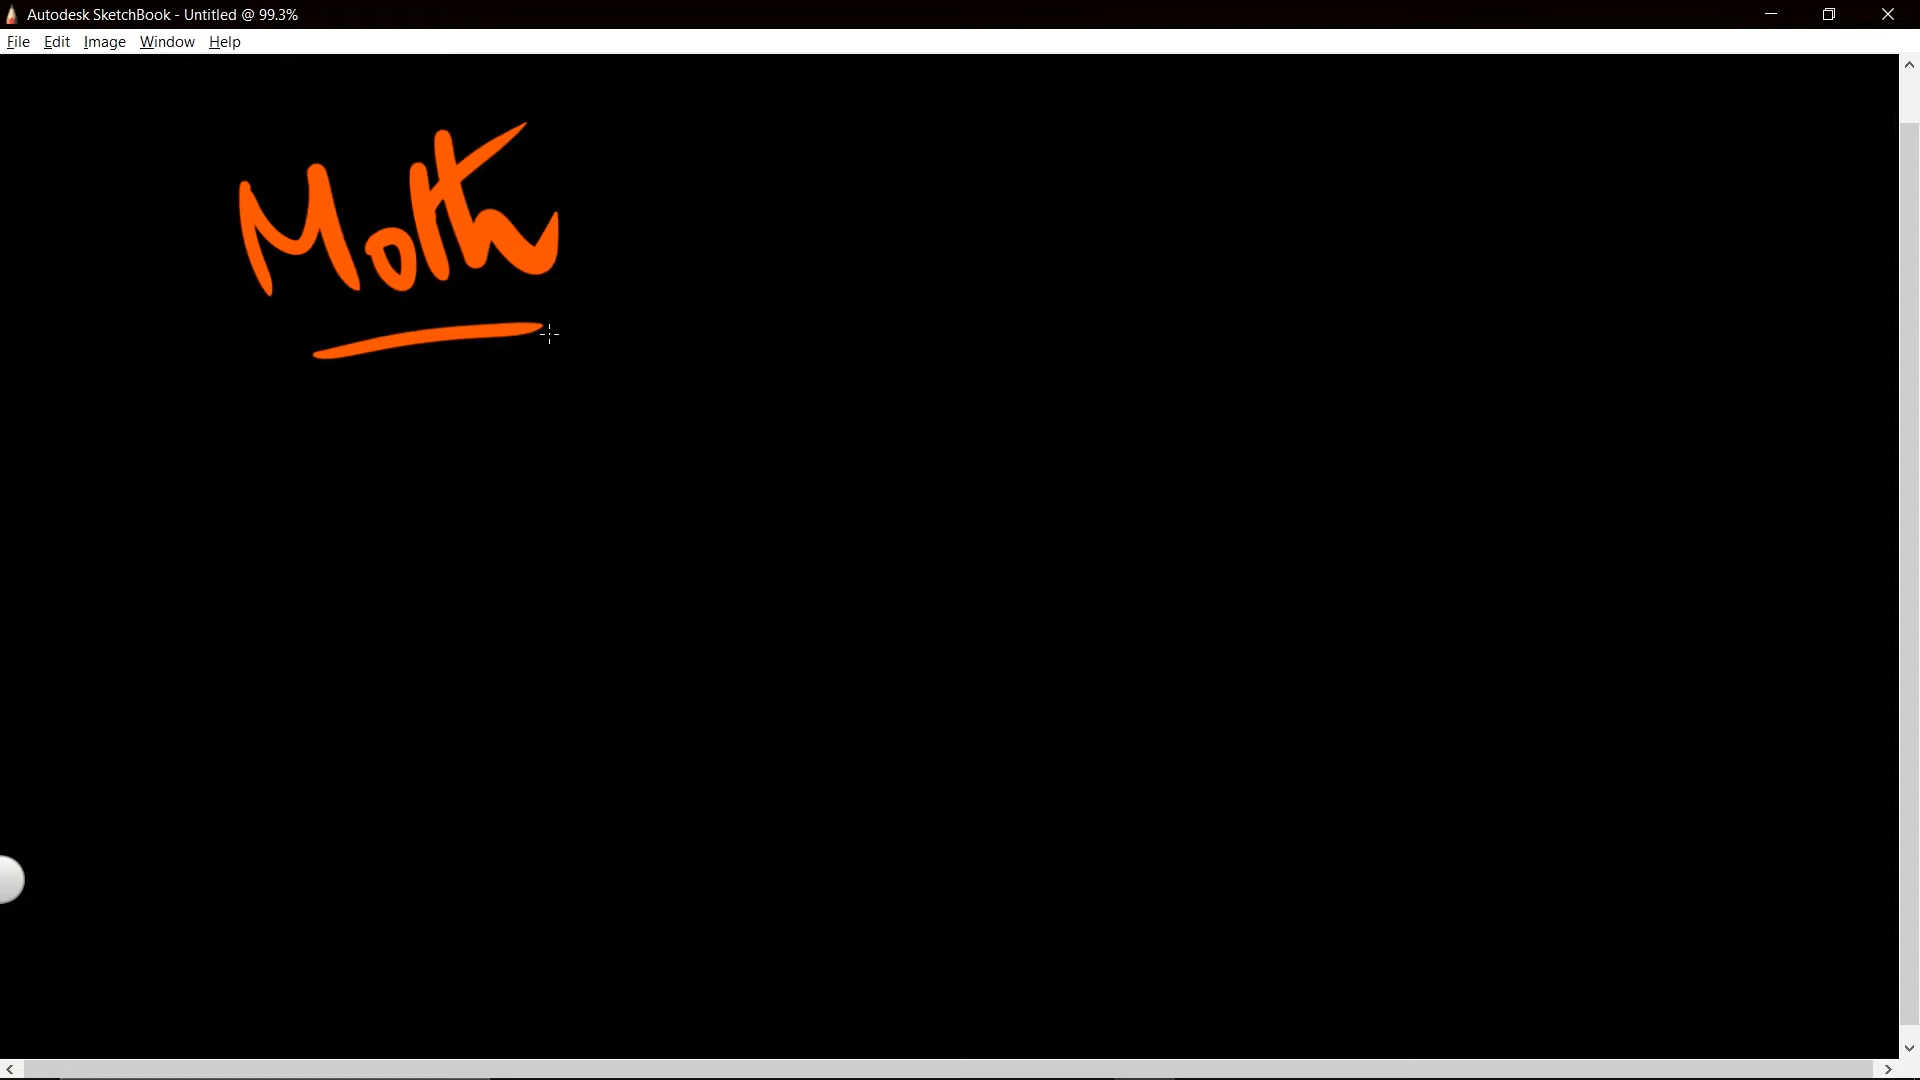 Autodesk SketchBook - Untitled @ 99.3%
File Edit Image Window Help
Moth